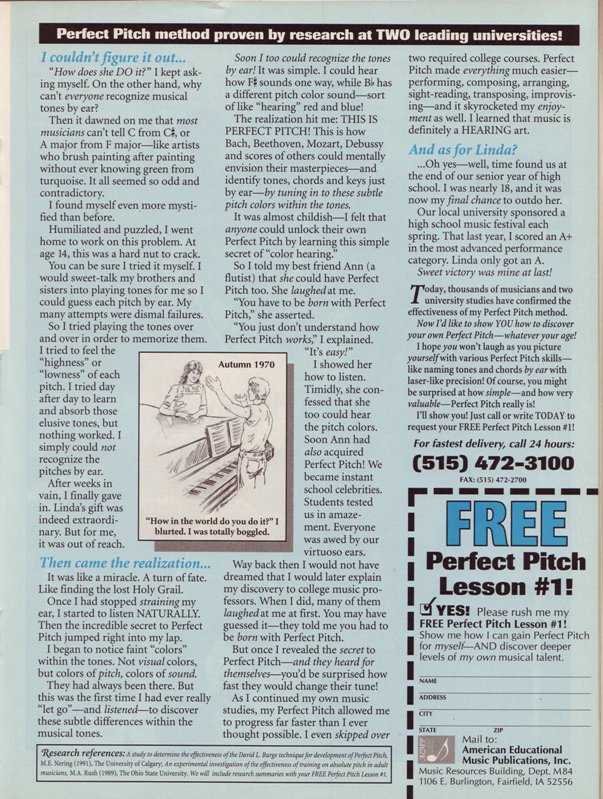 Perfect Pitch method proven by research at TWO leading universities!
I couldn't figure it out...
"How does she DO it?" I kept ask-
ing myself. On the other hand, why
can't everyone recognize musical
tones by ear?
Then it dawned on me that most
musicians can't tell C from C♯, or
A major from F major—like artists
who brush painting after painting
without ever knowing green from
turquoise. It all seemed so odd and
contradictory.
I found myself even more mysti-
fied than before.
Humiliated and puzzled, I went
home to work on this problem. At
age 14, this was a hard nut to crack.
You can be sure I tried it myself. I
would sweet-talk my brothers and
sisters into playing tones for me so I
could guess each pitch by ear. My
many attempts were dismal failures.
So I tried playing the tones over
and over in order to memorize them.
I tried to feel the
"highness" or
"lowness" of each
pitch. I tried day
after day to learn
and absorb those
elusive tones, but
nothing worked. I
simply could not
recognize the
pitches by ear.
After weeks in
vain, I finally gave
in. Linda's gift was
indeed extraordi-
nary. But for me,
it was out of reach.
Then came the realization...
It was like a miracle. A turn of fate.
Like finding the lost Holy Grail.
Once I had stopped straining my
ear, I started to listen NATURALLY.
Then the incredible secret to Perfect
Pitch jumped right into my lap.
I began to notice faint "colors"
within the tones. Not visual colors,
but colors of pitch, colors of sound.
They had always been there. But
this was the first time I had ever really
"let go"—and listened—to discover
these subtle differences within the
musical tones.
Soon I too could recognize the tones
by ear! It was simple. I could hear
how F♯ sounds one way, while B♭ has
a different pitch color sound—sort
of like "hearing" red and blue!
The realization hit me: THIS IS
PERFECT PITCH! This is how
Bach, Beethoven, Mozart, Debussy
and scores of others could mentally
envision their masterpieces—and
identify tones, chords and keys just
by ear—by tuning in to these subtle
pitch colors within the tones.
It was almost childish—I felt that
anyone could unlock their own
Perfect Pitch by learning this simple
secret of "color hearing."
So I told my best friend Ann (a
flutist) that she could have Perfect
Pitch too. She laughed at me.
"You have to be born with Perfect
Pitch," she asserted.
"You just don't understand how
Perfect Pitch works," I explained.
"It's easy!"
I showed her
how to listen.
Timidly, she con-
fessed that she
too could hear
the pitch colors.
Soon Ann had
also acquired
Perfect Pitch! We
became instant
school celebrities.
Students tested
us in amaze-
ment. Everyone
was awed by our
virtuoso ears.
Autumn 1970
"How in the world do you do it?" I
blurted. I was totally boggled.
Way back then I would not have
dreamed that I would later explain
my discovery to college music pro-
fessors. When I did, many of them
laughed at me at first. You may have
guessed it—they told me you had to
be born with Perfect Pitch.
But once I revealed the secret to
Perfect Pitch—and they heard for
themselves—you'd be surprised how
fast they would change their tune!
As I continued my own music
studies, my Perfect Pitch allowed me
to progress far faster than I ever
thought possible. I even skipped over
two required college courses. Perfect
Pitch made everything much easier—
performing, composing, arranging,
sight-reading, transposing, improvis-
ing—and it skyrocketed my enjoy-
ment as well. I learned that music is
definitely a HEARING art.
And as for Linda?
...Oh yes—well, time found us at
the end of our senior year of high
school. I was nearly 18, and it was
now my final chance to outdo her.
Our local university sponsored a
high school music festival each
spring. That last year, I scored an A+
in the most advanced performance
category. Linda only got an A.
Sweet victory was mine at last!
Today, thousands of musicians and two
university studies have confirmed the
effectiveness of my Perfect Pitch method.
Now I'd like to show YOU how to discover
your own Perfect Pitch—whatever your age!
I hope you won't laugh as you picture
yourself with various Perfect Pitch skills—
like naming tones and chords by ear with
laser-like precision! Of course, you might
be surprised at how simple—and how very
valuable—Perfect Pitch really is!
I'll show you! Just call or write TODAY to
request your FREE Perfect Pitch Lesson #1!
For fastest delivery, call 24 hours:
(515) 472-3100
FAX: (515) 472-2700
FREE
Perfect Pitch
Lesson #1!
YES! Please rush me my
FREE Perfect Pitch Lesson #1!
Show me how I can gain Perfect Pitch
for myself—AND discover deeper
levels of my own musical talent.
NAME
ADDRESS
CITY
STATE ZIP
Mail to:
American Educational
Music Publications, Inc.
Music Resources Building, Dept. M84
1106 E. Burlington, Fairfield, IA 52556
Research references: A study to determine the effectiveness of the David L. Burge technique for development of Perfect Pitch,
M.E. Nering (1991), The University of Calgary; An experimental investigation of the effectiveness of training on absolute pitch in adult
musicians, M.A. Rush (1989), The Ohio State University. We will include research summaries with your FREE Perfect Pitch Lesson #1.